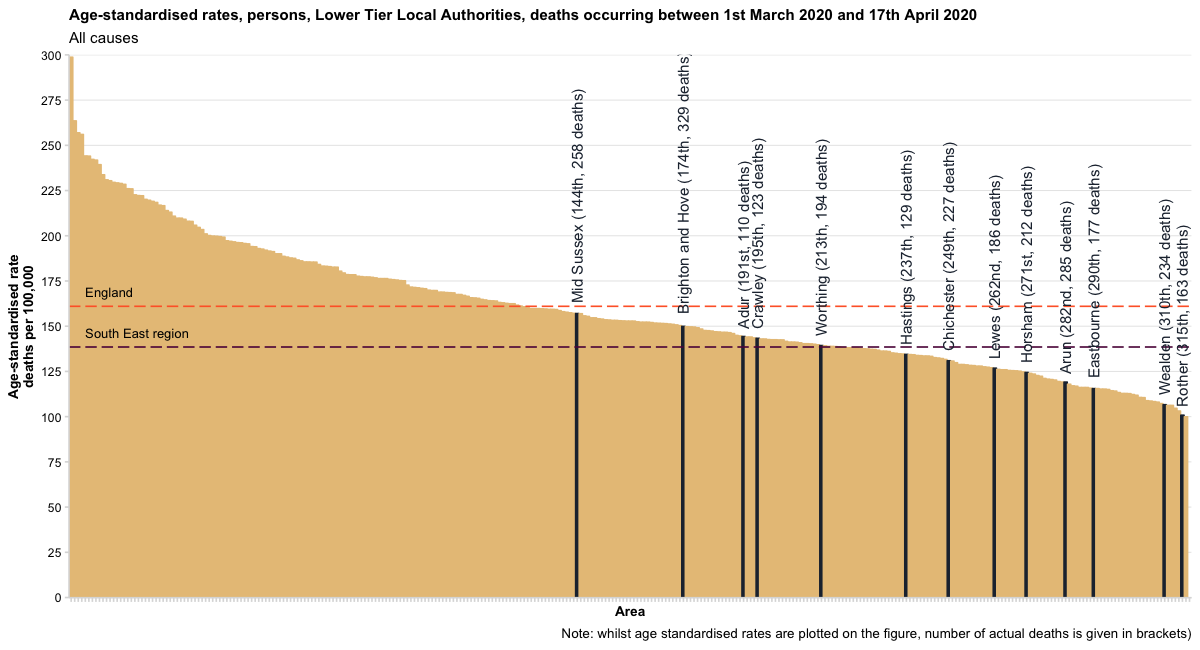 Age-standardised rates, persons, Lower Tier Local Authorities, deaths occurring between 1st March 2020 and 17th April 2020
All causes
300
275
250
225
200
175
150
125
100
75
50
25
0
Age-standardised rate
deaths per 100,000
England
South East region
Mid Sussex (144th, 258 deaths)
Brighton and Hove (174th, 329 deaths)
Adur (191st, 110 deaths)
Crawley (195th, 123 deaths)
Worthing (213th, 194 deaths)
Hastings (237th, 129 deaths)
Chichester (249th, 227 deaths)
Lewes (262nd, 186 deaths)
Horsham (271st, 212 deaths)
Arun (282nd, 285 deaths)
Eastbourne (290th, 177 deaths)
Wealden (310th, 234 deaths)
Rother (315th, 163 deaths)
Area
Note: whilst age standardised rates are plotted on the figure, number of actual deaths is given in brackets)